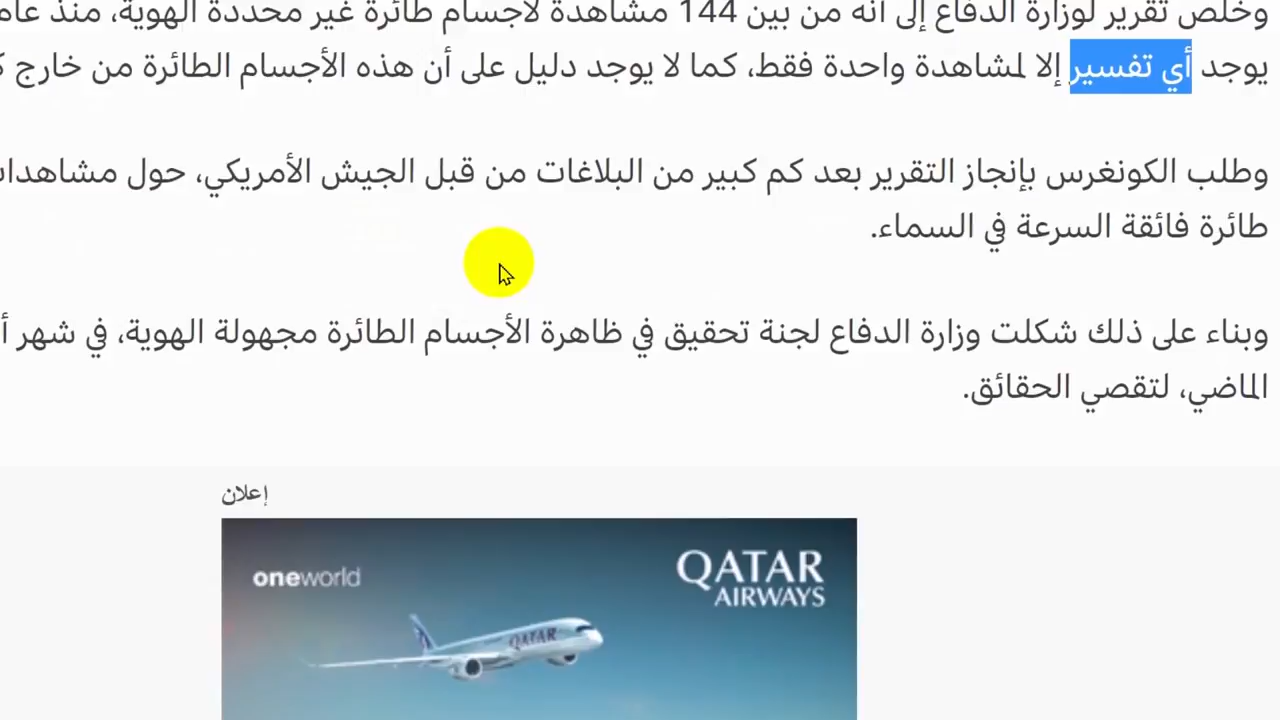 وخلص تقرير لوزارة الدفاع إلى أنه من بين 144 مشاهدة لأجسام طائرة غير محددة الهوية، منذ عام
يوجد أي تفسير إلا لمشاهدة واحدة فقط، كما لا يوجد دليل على أن هذه الأجسام الطائرة من خارج
وطلب الكونغرس بإنجاز التقرير بعد كم كبير من البلاغات من قبل الجيش الأمريكي، حول
طائرة فائقة السرعة في السماء.
وبناء على ذلك شكلت وزارة الدفاع لجنة تحقيق في ظاهرة الأجسام الطائرة مجهولة الهوية، في شهر
الماضي، لتقصي الحقائق.
إعلان
oneworld
QATAR
AIRWAYS
QATAR